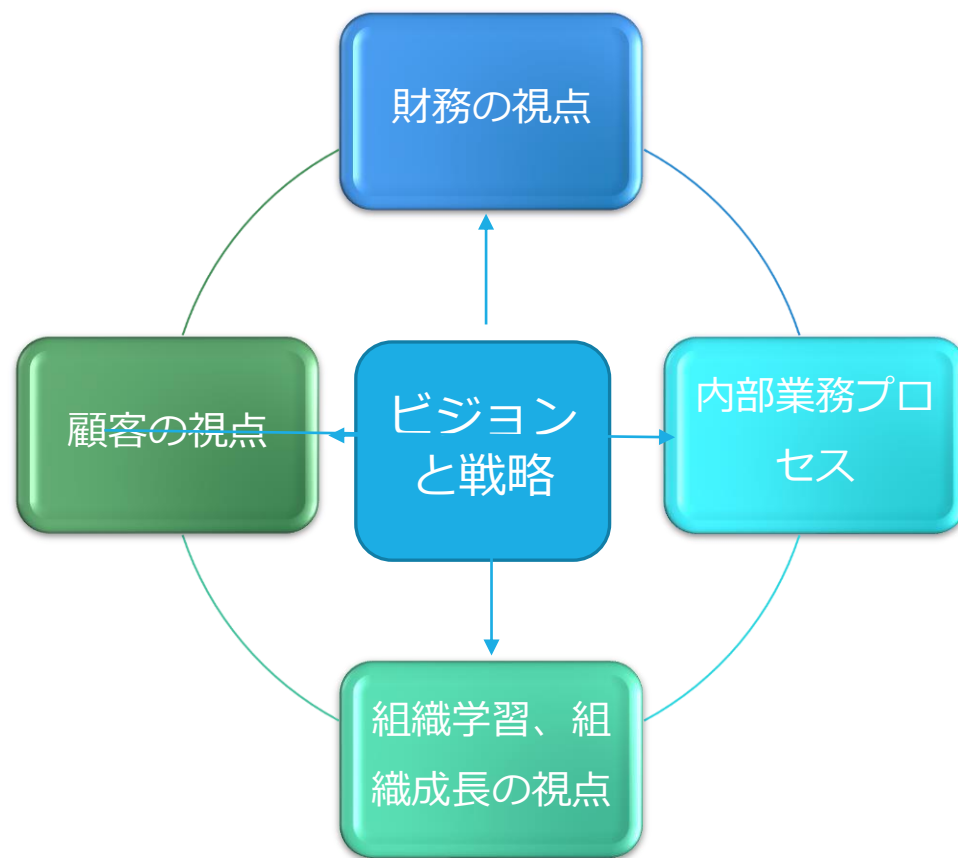 財務の視点
顧客の視点
ビジョン
と戦略
内部業務プロ
セス
組織学習、組
織成長の視点